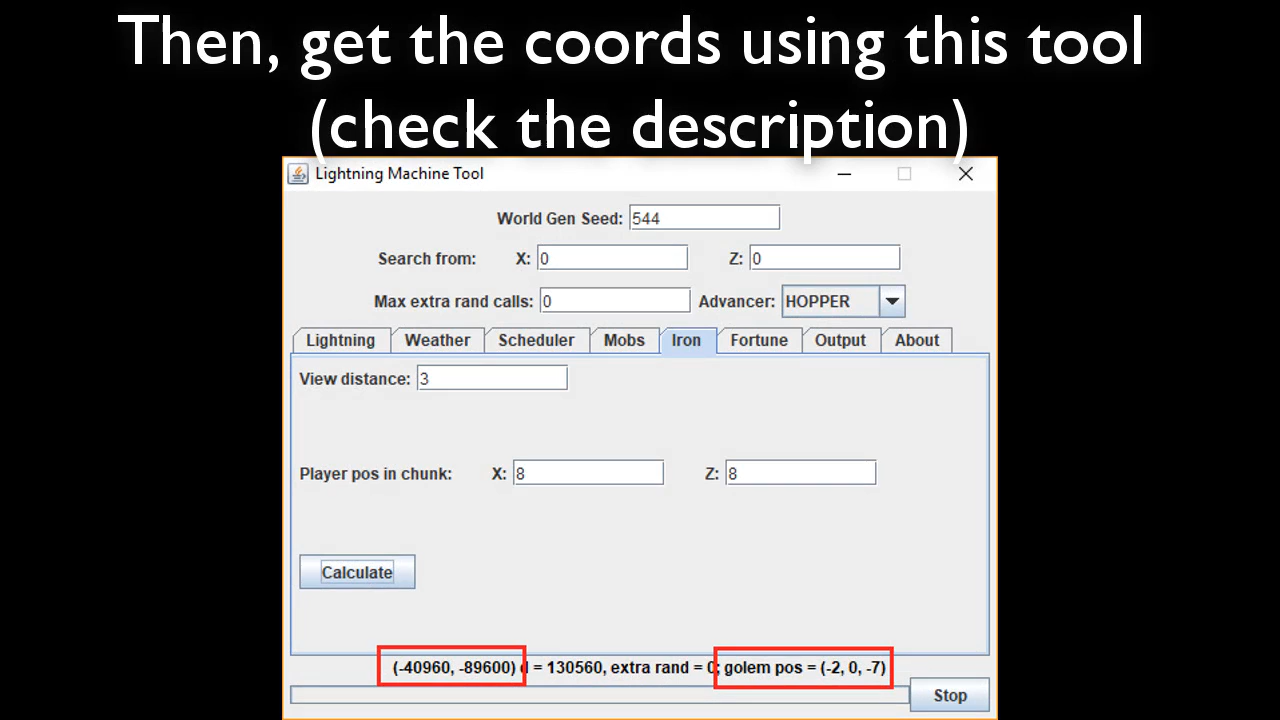 Then, get the coords using this tool
(check the description)
Lightning Machine Tool
World Gen Seed: 544
Search from: X: 0 Z: 0
Max extra rand calls: 0 Advancer: HOPPER
Lightning Weather Scheduler Mobs Iron Fortune Output About
View distance: 3
Player pos in chunk: X: 8 Z: 8
Calculate
(-40960, -89600) d = 130560, extra rand = 0; golem pos = (-2, 0, -7)
Stop